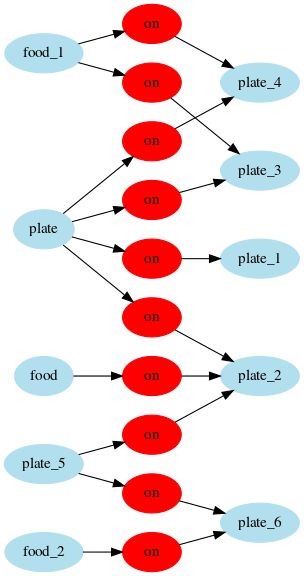 on
food_1
on
plate_4
on
plate_3
on
plate
on
plate_1
on
food
on
plate_2
on
plate_5
on
plate_6
food_2
on